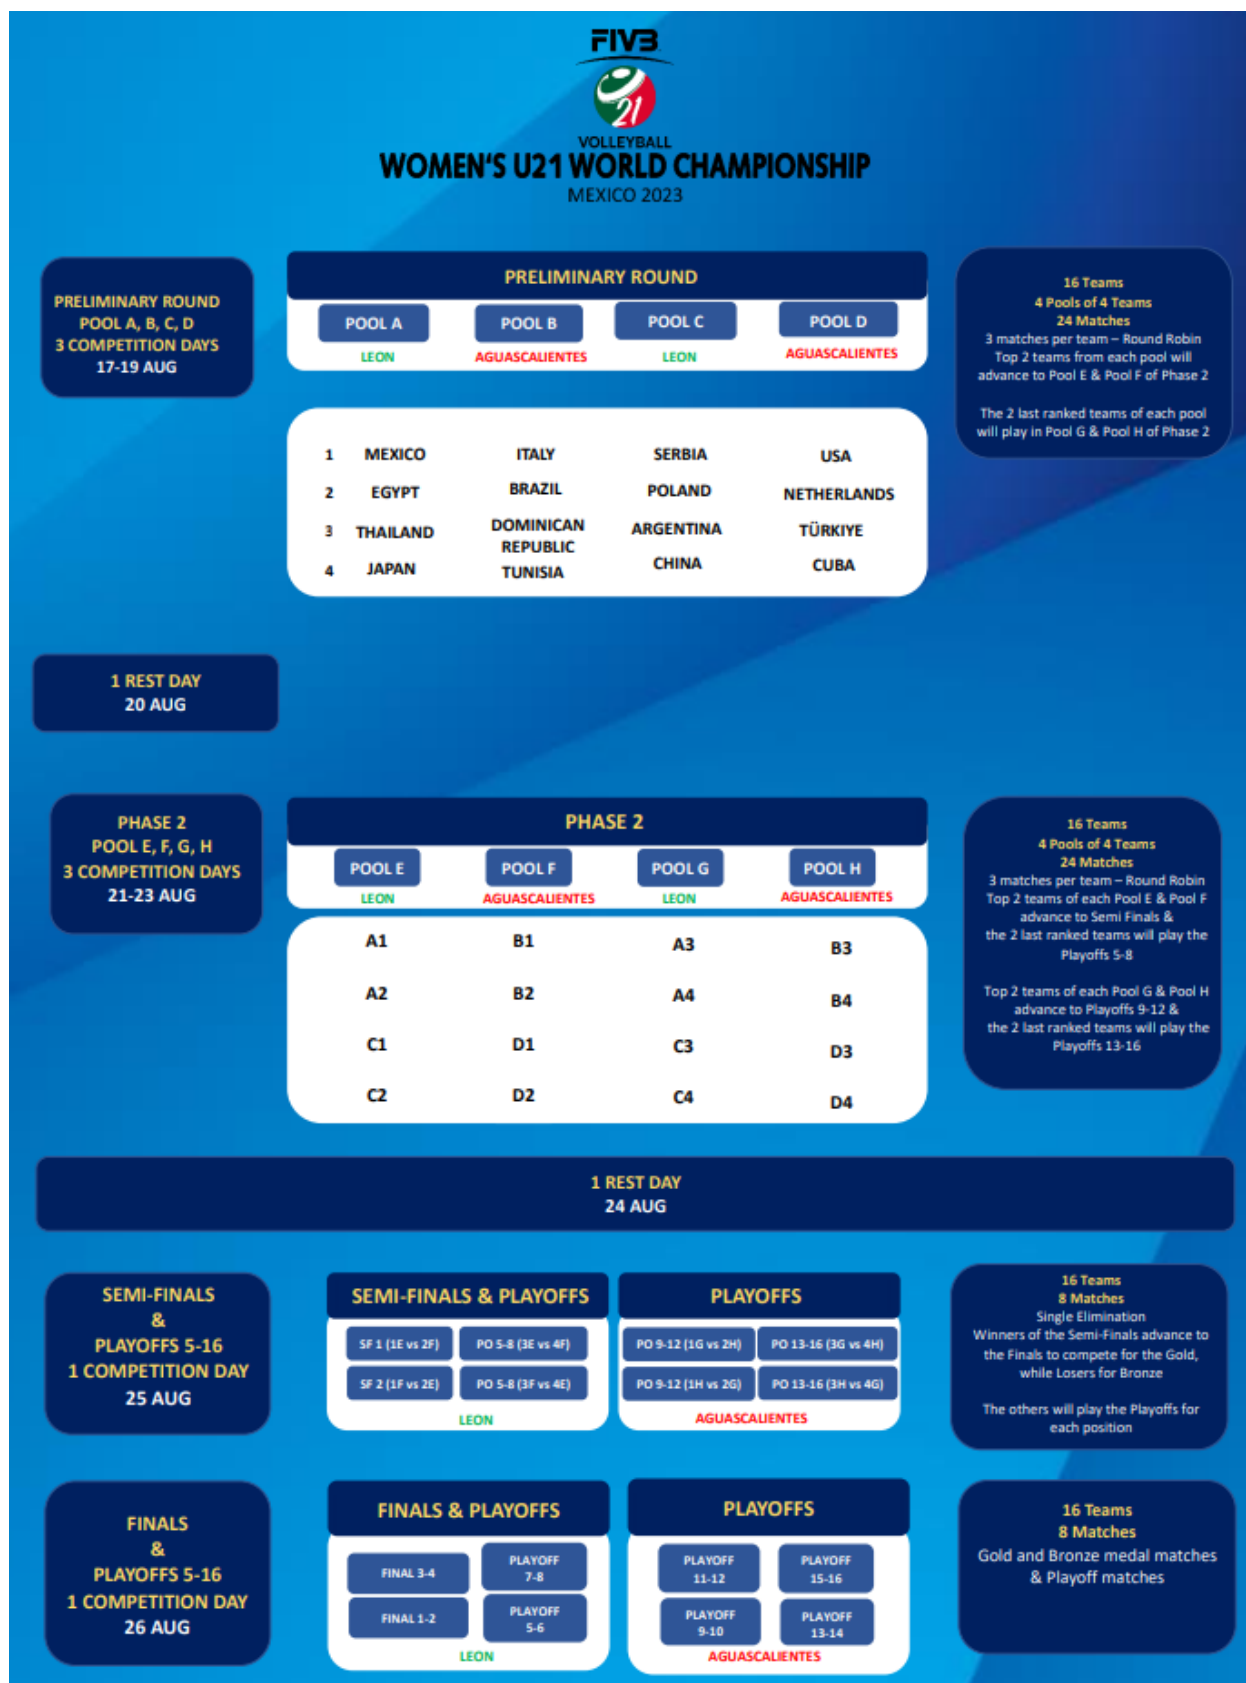 FIVB
21
VOLLEYBALL
WOMEN'S U21 WORLD CHAMPIONSHIP
MEXICO 2023
PRELIMINARY ROUND
POOL A, B, C, D
3 COMPETITION DAYS
17-19 AUG
PRELIMINARY ROUND
POOL A POOL B POOL C POOL D
LEON AGUASCALIENTES LEON AGUASCALIENTES
1 MEXICO ITALY SERBIA USA
2 EGYPT BRAZIL POLAND NETHERLANDS
3 THAILAND DOMINICAN REPUBLIC ARGENTINA TÜRKIYE
4 JAPAN TUNISIA CHINA CUBA
16 Teams
4 Pools of 4 Teams
24 Matches
3 matches per team – Round Robin
Top 2 teams from each pool will
advance to Pool E & Pool F of Phase 2
The 2 last ranked teams of each pool
will play in Pool G & Pool H of Phase 2
1 REST DAY
20 AUG
PHASE 2
POOL E, F, G, H
3 COMPETITION DAYS
21-23 AUG
PHASE 2
POOL E POOL F POOL G POOL H
LEON AGUASCALIENTES LEON AGUASCALIENTES
A1 B1 A3 B3
A2 B2 A4 B4
C1 D1 C3 D3
C2 D2 C4 D4
16 Teams
4 Pools of 4 Teams
24 Matches
3 matches per team – Round Robin
Top 2 teams of each Pool E & Pool F
advance to Semi Finals &
the 2 last ranked teams will play the
Playoffs 5-8
Top 2 teams of each Pool G & Pool H
advance to Playoffs 9-12 &
the 2 last ranked teams will play the
Playoffs 13-16
1 REST DAY
24 AUG
SEMI-FINALS
&
PLAYOFFS 5-16
1 COMPETITION DAY
25 AUG
SEMI-FINALS & PLAYOFFS
SF 1 (1E vs 2F) PO 5-8 (3E vs 4F)
SF 2 (1F vs 2E) PO 5-8 (3F vs 4E)
LEON
PLAYOFFS
PO 9-12 (1G vs 2H) PO 13-16 (3G vs 4H)
PO 9-12 (1H vs 2G) PO 13-16 (3H vs 4G)
AGUASCALIENTES
16 Teams
8 Matches
Single Elimination
Winners of the Semi-Finals advance to
the Finals to compete for the Gold,
while Losers for Bronze
The others will play the Playoffs for
each position
FINALS
&
PLAYOFFS 5-16
1 COMPETITION DAY
26 AUG
FINALS & PLAYOFFS
FINAL 3-4 PLAYOFF 7-8
FINAL 1-2 PLAYOFF 5-6
LEON
PLAYOFFS
PLAYOFF 11-12 PLAYOFF 15-16
PLAYOFF 9-10 PLAYOFF 13-14
AGUASCALIENTES
16 Teams
8 Matches
Gold and Bronze medal matches
& Playoff matches